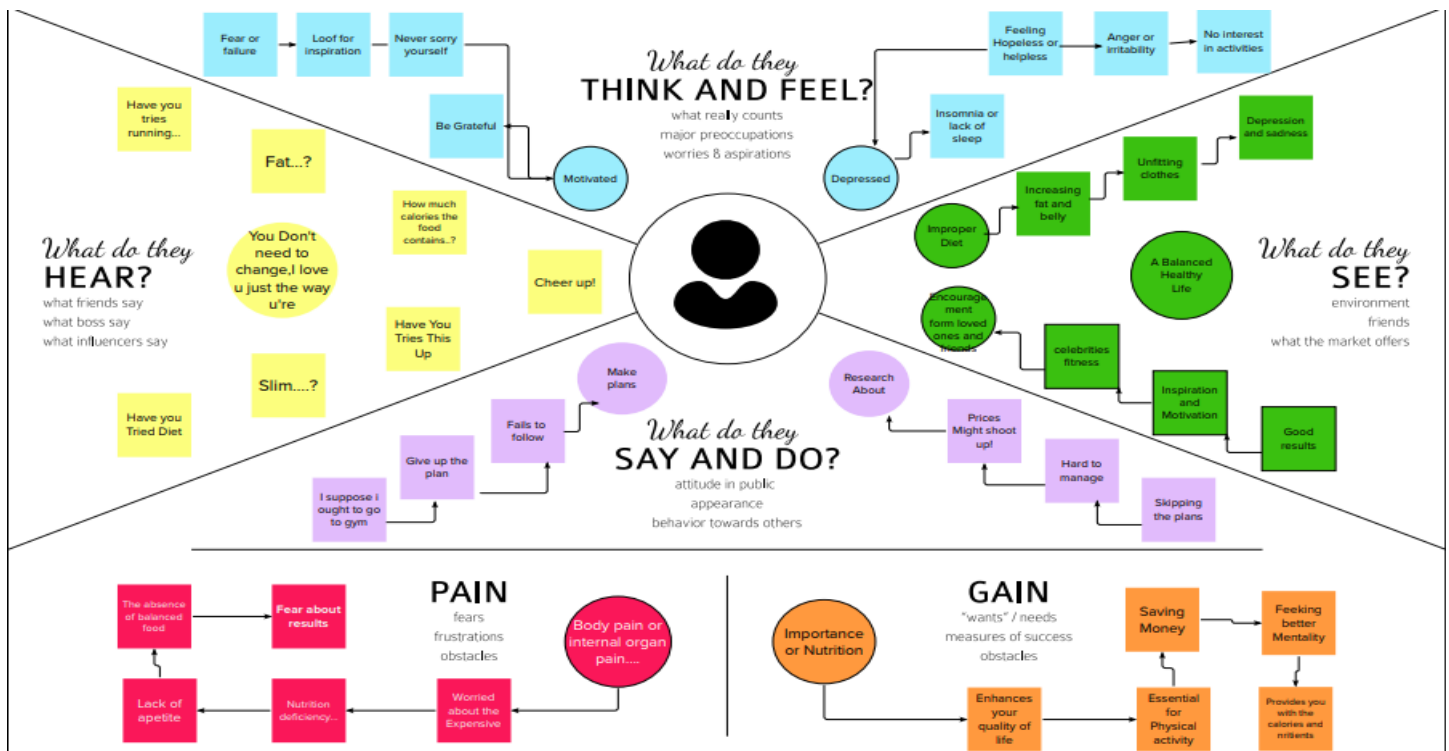 Fear or
failure
Loof for
inspiration
Never sorry
yourself
Be Grateful
Motivated
What do they
THINK AND FEEL?
what really counts
major preoccupations
worries & aspirations
Feeling
Hopeless or
helpless
Anger or
irritability
No interest
in activities
Insomnia or
lack of
sleep
Depressed
Have you
tries
running...
Fat...?
How much
calories the
food
contains..?
What do they
HEAR?
what friends say
what boss say
what influencers say
You Don't
need to
change,I love
u just the way
u're
Cheer up!
Have You
Tries This
Up
Slim....?
Have you
Tried Diet
Depression
and sadness
Unfitting
clothes
Increasing
fat and
belly
Improper
Diet
A Balanced
Healthy
Life
What do they
SEE?
environment
friends
what the market offers
Encourage
ment
form loved
ones and
friends
celebrities
fitness
Inspiration
and
Motivation
Good
results
Make
plans
Fails to
follow
Give up the
plan
I suppose i
ought to go
to gym
What do they
SAY AND DO?
attitude in public
appearance
behavior towards others
Research
About
Prices
Might shoot
up!
Hard to
manage
Skipping
the plans
PAIN
fears
frustrations
obstacles
Body pain or
internal organ
pain....
Worried
about the
Expensive
Nutrition
deficiency...
Lack of
apetite
The absence
of balanced
food
Fear about
results
GAIN
"wants" / needs
measures of success
obstacles
Importance
or Nutrition
Enhances
your
quality of
life
Essential
for
Physical
activity
Saving
Money
Feeking
better
Mentality
Provides you
with the
calories and
nritients